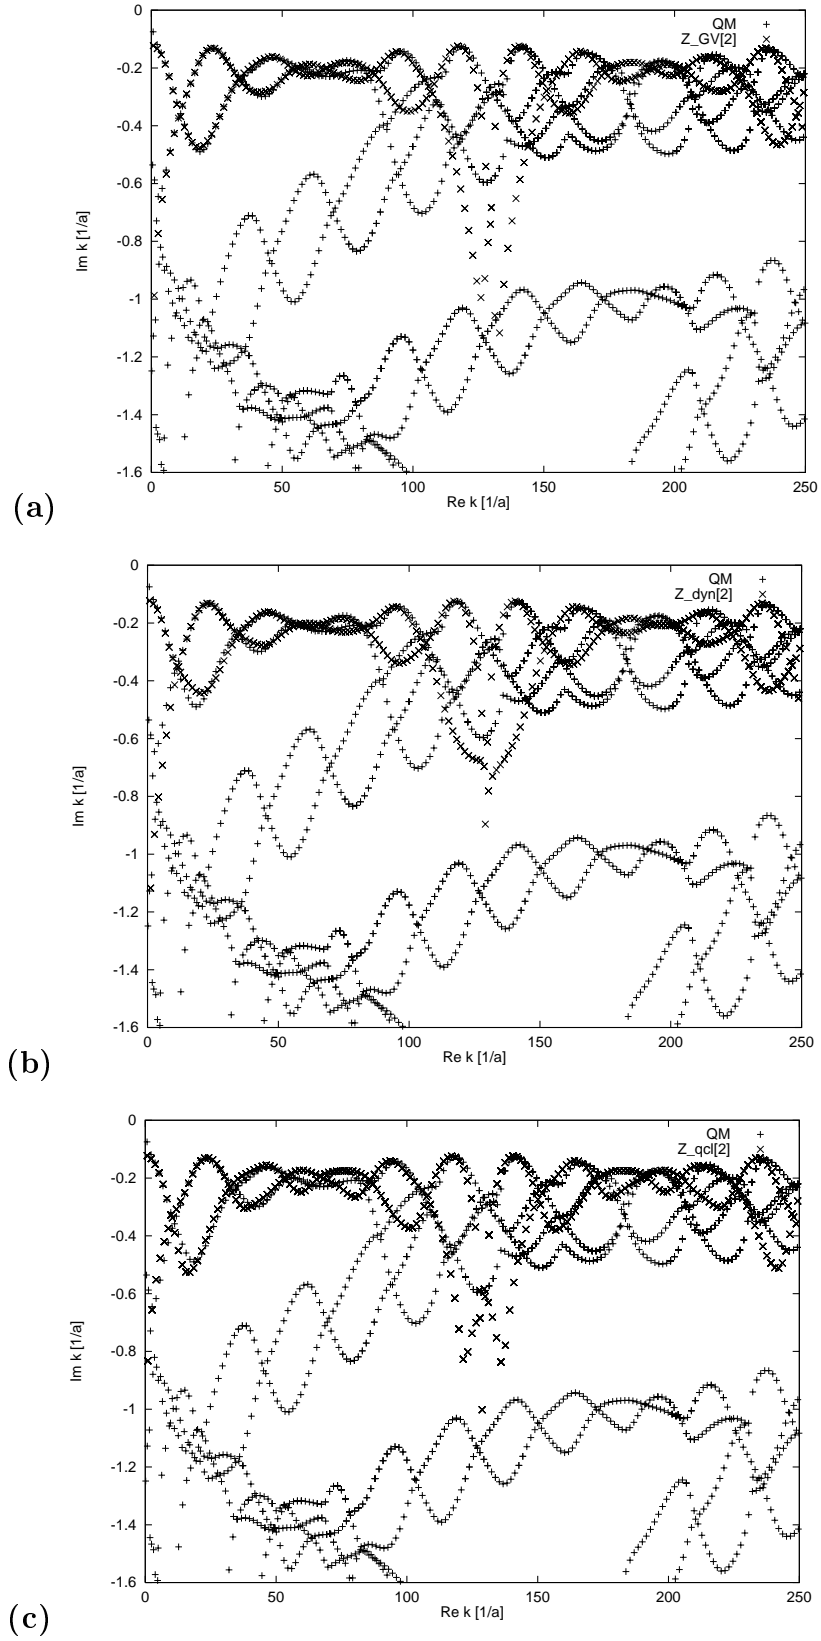 0
-0.2
-0.4
-0.6
-0.8
-1
-1.2
-1.4
-1.6
Im k [1/a]
QM
Z_GV[2]
0 50 100 150 200 250
Re k [1/a]
(a)
0
-0.2
-0.4
-0.6
-0.8
-1
-1.2
-1.4
-1.6
Im k [1/a]
QM
Z_dyn[2]
0 50 100 150 200 250
Re k [1/a]
(b)
0
-0.2
-0.4
-0.6
-0.8
-1
-1.2
-1.4
-1.6
Im k [1/a]
QM
Z_qcl[2]
0 50 100 150 200 250
Re k [1/a]
(c)